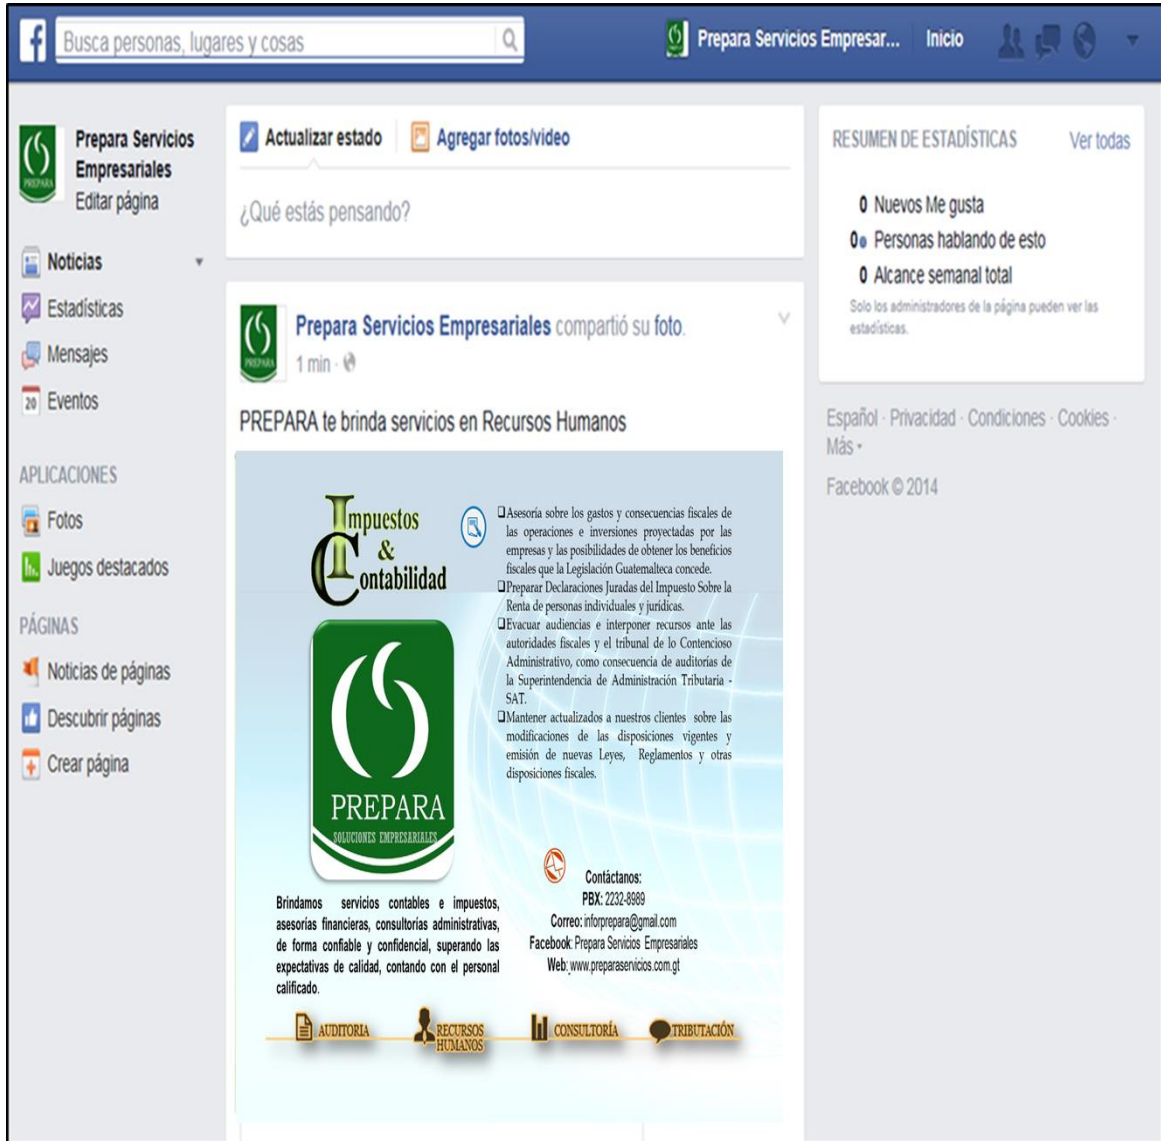 f
Busca personas, lugares y cosas
Prepara Servicios Empresar...
Inicio
Prepara Servicios
Empresariales
Editar página
Noticias
Estadísticas
Mensajes
20 Eventos
APLICACIONES
Fotos
Juegos destacados
PÁGINAS
Noticias de páginas
Descubrir páginas
Crear página
Actualizar estado
Agregar fotos/video
¿Qué estás pensando?
PREPARA
Prepara Servicios Empresariales compartió su foto.
1 min ·
PREPARA te brinda servicios en Recursos Humanos
Impuestos
&
Contabilidad
PREPARA
SOLUCIONES EMPRESARIALES
Brindamos servicios contables e impuestos,
asesorías financieras, consultorías administrativas,
de forma confiable y confidencial, superando las
expectativas de calidad, contando con el personal
calificado.
❑Asesoría sobre los gastos y consecuencias fiscales de
las operaciones e inversiones proyectadas por las
empresas y las posibilidades de obtener los beneficios
fiscales que la Legislación Guatemalteca concede.
❑Preparar Declaraciones Juradas del Impuesto Sobre la
Renta de personas individuales y jurídicas.
❑Evacuar audiencias e interponer recursos ante las
autoridades fiscales y el tribunal de lo Contencioso
Administrativo, como consecuencia de auditorías de
la Superintendencia de Administración Tributaria -
SAT.
❑Mantener actualizados a nuestros clientes sobre las
modificaciones de las disposiciones vigentes y
emisión de nuevas Leyes, Reglamentos y otras
disposiciones fiscales.
Contáctanos:
PBX: 2232-8989
Correo: inforprepara@gmail.com
Facebook: Prepara Servicios Empresariales
Web: www.preparaservicios.com.gt
AUDITORIA
RECURSOS
HUMANOS
CONSULTORÍA
TRIBUTACIÓN
RESUMEN DE ESTADÍSTICAS
Ver todas
0 Nuevos Me gusta
0 Personas hablando de esto
0 Alcance semanal total
Solo los administradores de la página pueden ver las
estadísticas.
Español · Privacidad · Condiciones · Cookies ·
Más
Facebook © 2014